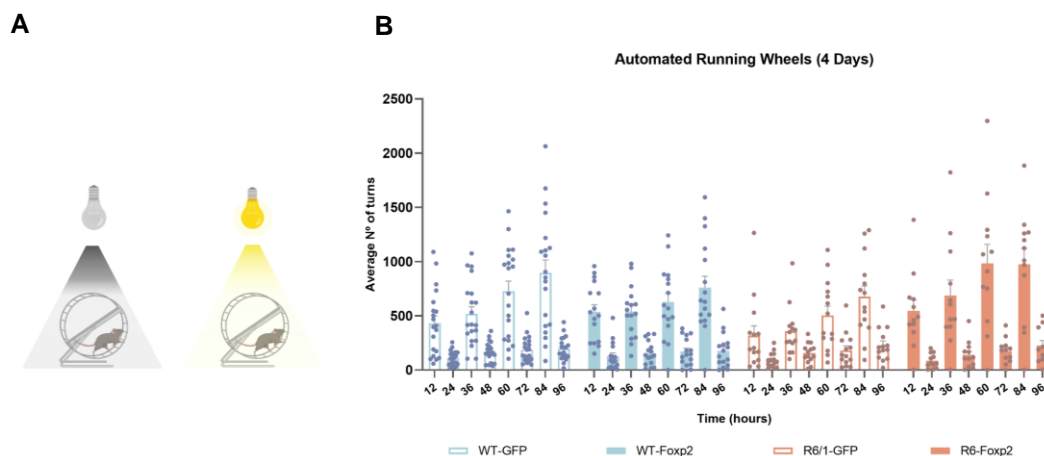 A
B
Automated Running Wheels (4 Days)
Average Nº of turns
2500
2000
1500
1000
500
0
12 24 36 48 60 72 84 96 12 24 36 48 60 72 84 96 12 24 36 48 60 72 84 96 12 24 36 48 60 72 84 96
Time (hours)
WT-GFP WT-Foxp2 R6/1-GFP R6-Foxp2